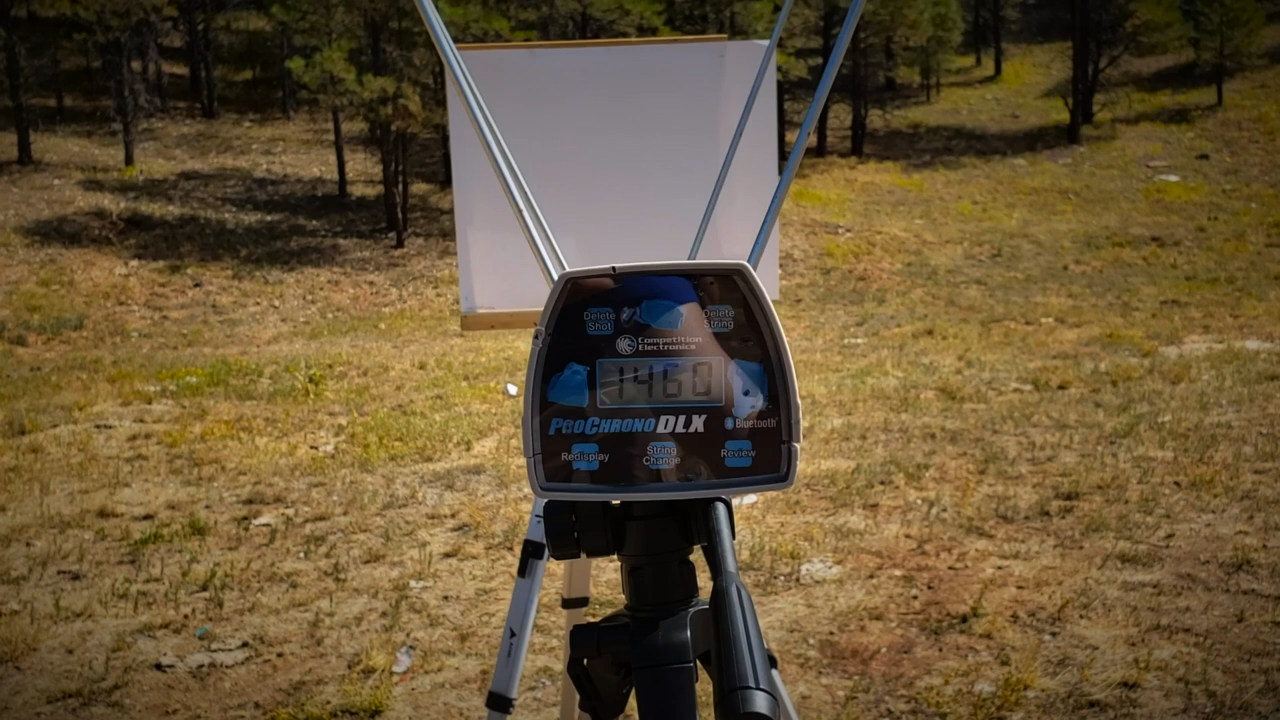 Delete
Shot
Delete
String
Competition
Electronics
1460
PROCHRONO DLX
Bluetooth
Redisplay
String
Change
Review